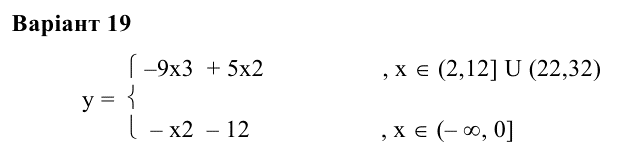 Варіант 19
⎧ –9x3 + 5x2 , x ∈ (2,12] U (22,32)
y = ⎨
⎩ – x2 – 12 , x ∈ (– ∞, 0]